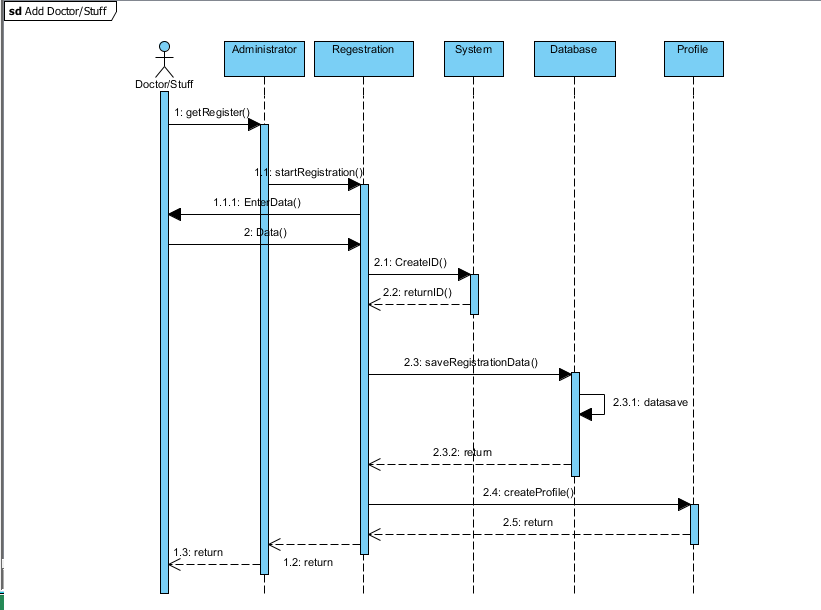 sd Add Doctor/Stuff
Administrator
Regestration
System
Database
Profile
Doctor/Stuff
1: getRegister()
1.1: startRegistration()
1.1.1: EnterData()
2: Data()
2.1: CreateID()
2.2: returnID()
2.3: saveRegistrationData()
2.3.1: datasave
2.3.2: return
2.4: createProfile()
2.5: return
1.3: return
1.2: return